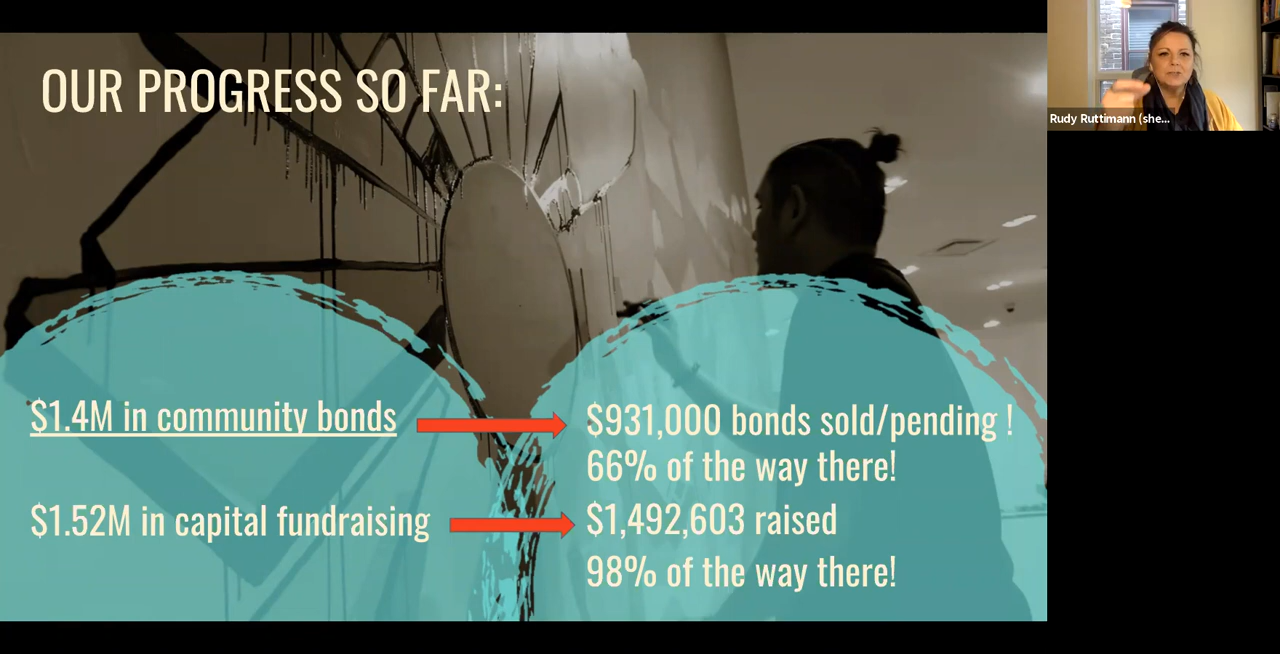 OUR PROGRESS SO FAR:
Rudy Ruttimann (she...
$1.4M in community bonds
$931,000 bonds sold/pending !
66% of the way there!
$1.52M in capital fundraising
$1,492,603 raised
98% of the way there!